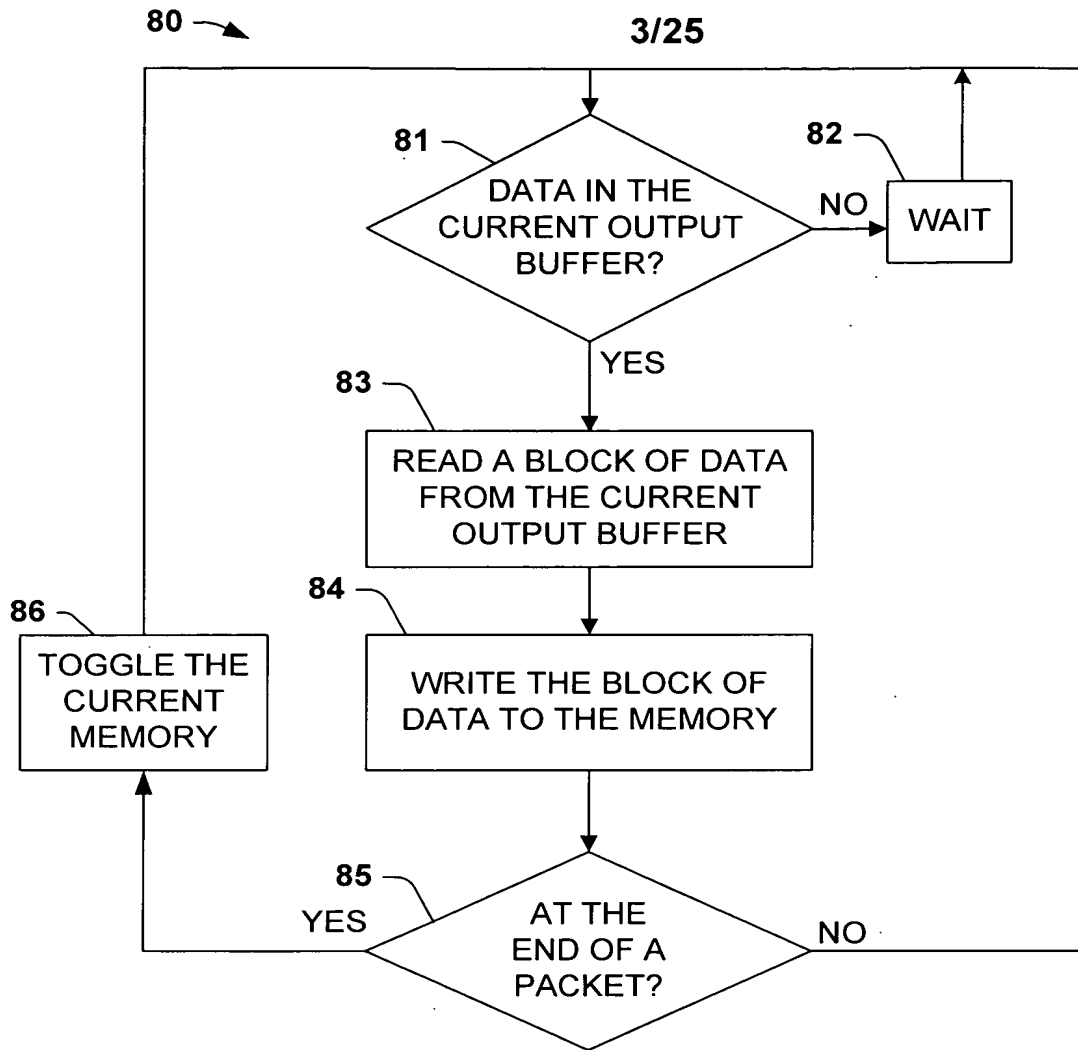 80
3/25
81
DATA IN THE
CURRENT OUTPUT
BUFFER?
NO
82
WAIT
YES
83
READ A BLOCK OF DATA
FROM THE CURRENT
OUTPUT BUFFER
84
WRITE THE BLOCK OF
DATA TO THE MEMORY
86
TOGGLE THE
CURRENT
MEMORY
85
YES
AT THE
END OF A
PACKET?
NO